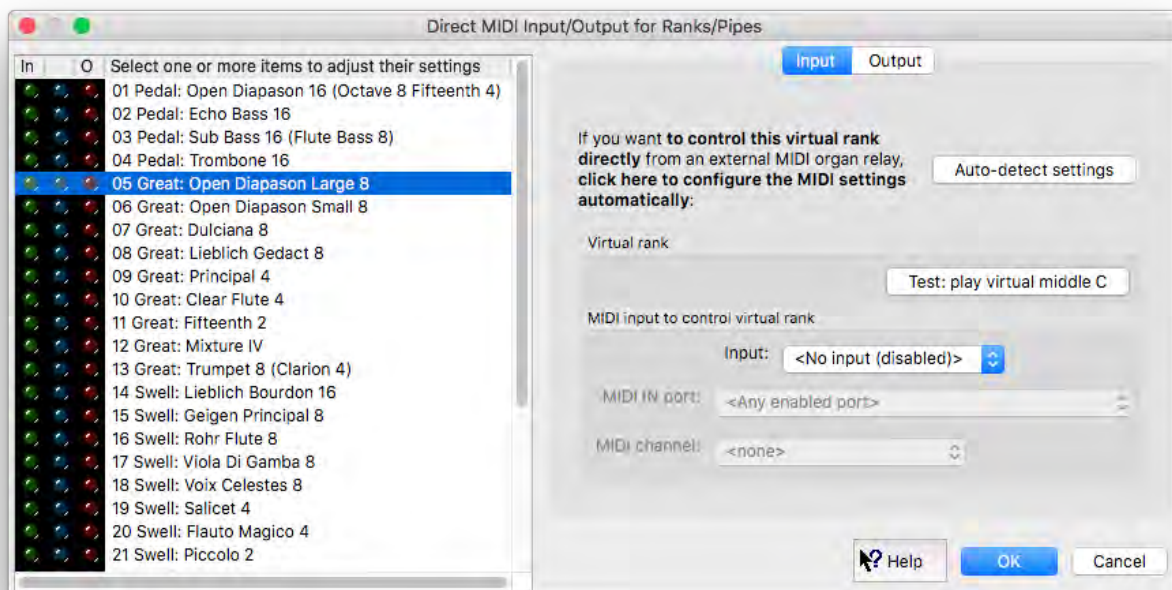 Direct MIDI Input/Output for Ranks/Pipes
In O Select one or more items to adjust their settings
01 Pedal: Open Diapason 16 (Octave 8 Fifteenth 4)
02 Pedal: Echo Bass 16
03 Pedal: Sub Bass 16 (Flute Bass 8)
04 Pedal: Trombone 16
05 Great: Open Diapason Large 8
06 Great: Open Diapason Small 8
07 Great: Dulciana 8
08 Great: Lieblich Gedact 8
09 Great: Principal 4
10 Great: Clear Flute 4
11 Great: Fifteenth 2
12 Great: Mixture IV
13 Great: Trumpet 8 (Clarion 4)
14 Swell: Lieblich Bourdon 16
15 Swell: Geigen Principal 8
16 Swell: Rohr Flute 8
17 Swell: Viola Di Gamba 8
18 Swell: Voix Celestes 8
19 Swell: Salicet 4
20 Swell: Flauto Magico 4
21 Swell: Piccolo 2
Input Output
If you want to control this virtual rank
directly from an external MIDI organ relay,
click here to configure the MIDI settings
automatically:
Auto-detect settings
Virtual rank
Test: play virtual middle C
MIDI input to control virtual rank
Input: <No input (disabled)>
MIDI IN port: <Any enabled port>
MIDI channel: <none>
? Help OK Cancel